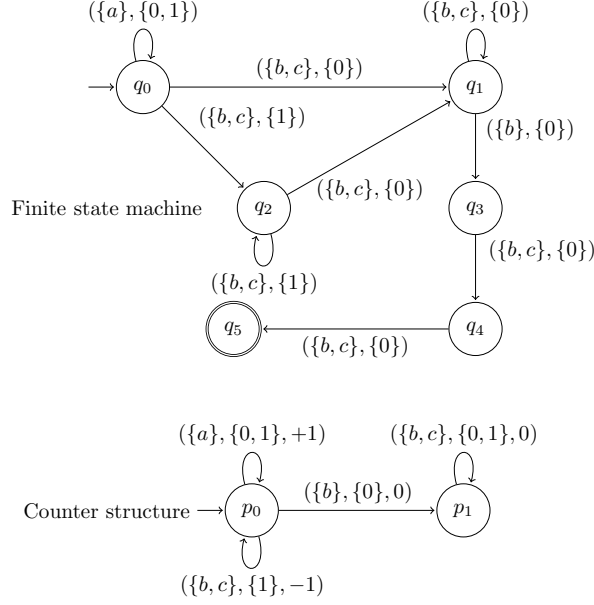 ({a}, {0, 1}) ({b, c}, {0})
q0 ({b, c}, {0}) q1
({b, c}, {1}) ({b}, {0})
Finite state machine q2 ({b, c}, {0}) q3
({b, c}, {0})
({b, c}, {1})
q5 ({b, c}, {0}) q4
({a}, {0, 1}, +1) ({b, c}, {0, 1}, 0)
Counter structure p0 ({b}, {0}, 0) p1
({b, c}, {1}, −1)